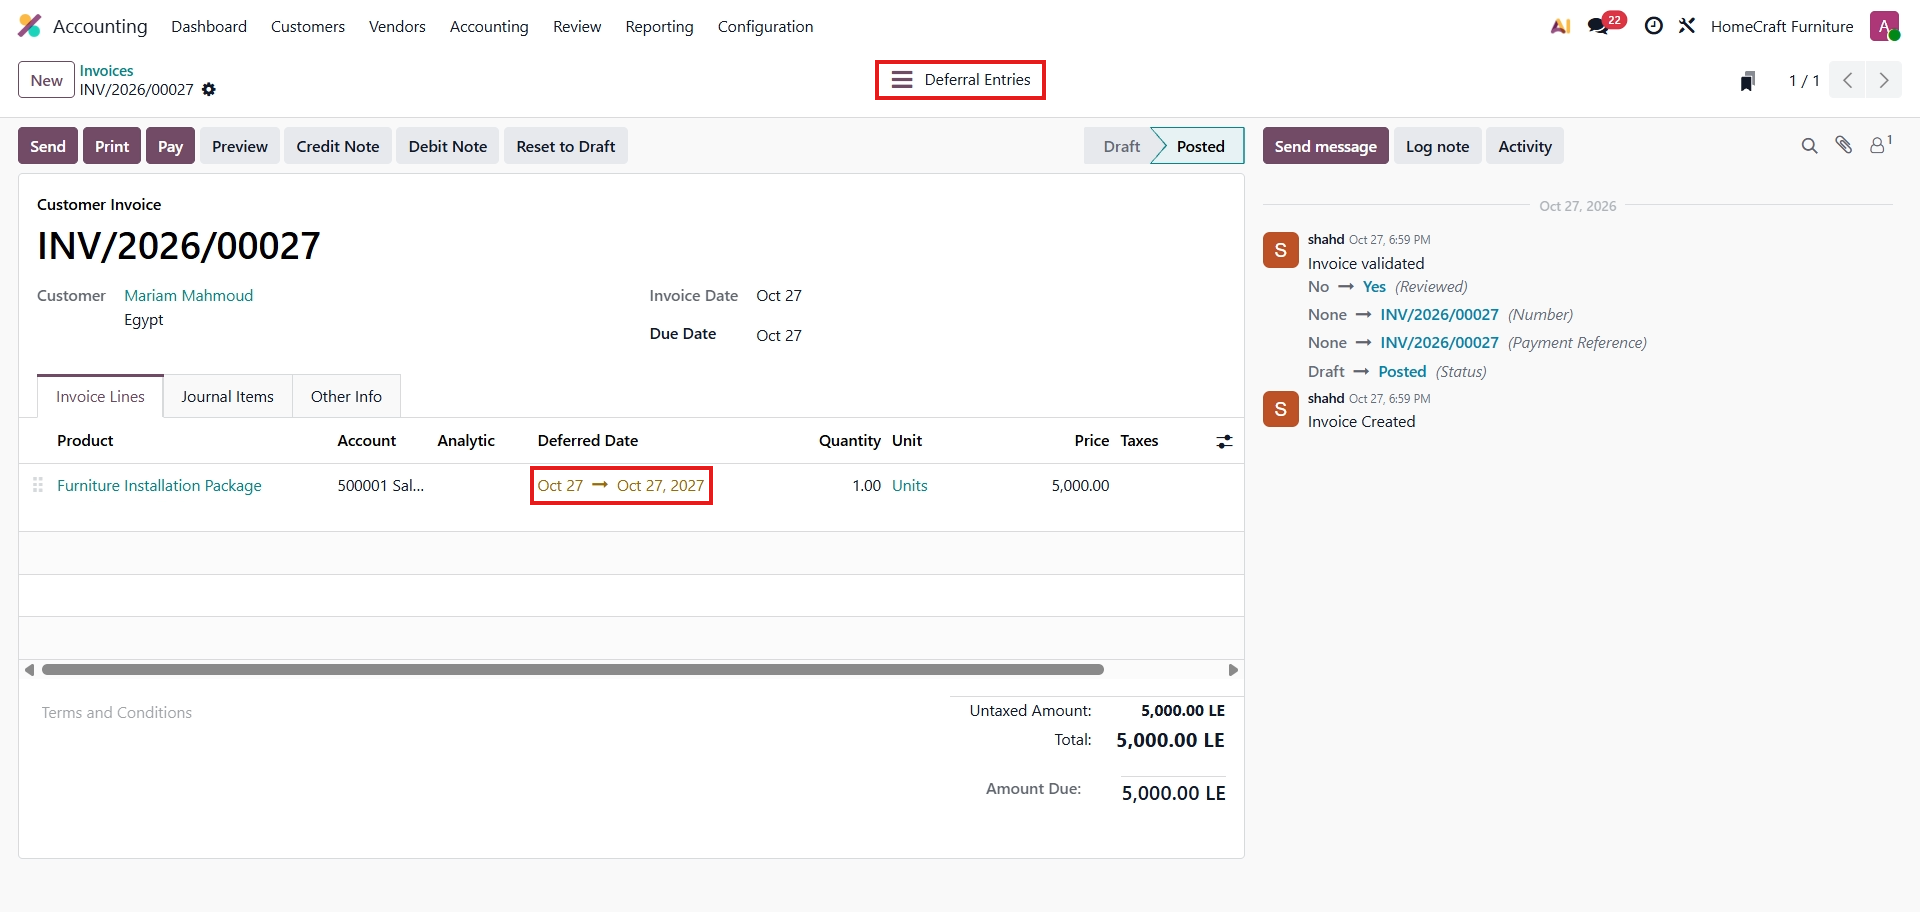 Accounting Dashboard Customers Vendors Accounting Review Reporting Configuration AI 22 HomeCraft Furniture A
New Invoices
INV/2026/00027
Deferral Entries
1 / 1
Send Print Pay Preview Credit Note Debit Note Reset to Draft Draft Posted Send message Log note Activity 1
Customer Invoice
INV/2026/00027
Customer Mariam Mahmoud
Egypt
Invoice Date Oct 27
Due Date Oct 27
Invoice Lines Journal Items Other Info
Product Account Analytic Deferred Date Quantity Unit Price Taxes
Furniture Installation Package 500001 Sal... Oct 27 → Oct 27, 2027 1.00 Units 5,000.00
Terms and Conditions
Untaxed Amount: 5,000.00 LE
Total: 5,000.00 LE
Amount Due: 5,000.00 LE
Oct 27, 2026
S shahd Oct 27, 6:59 PM
Invoice validated
No → Yes (Reviewed)
None → INV/2026/00027 (Number)
None → INV/2026/00027 (Payment Reference)
Draft → Posted (Status)
S shahd Oct 27, 6:59 PM
Invoice Created